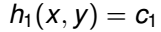 h₁(x, y) = c₁